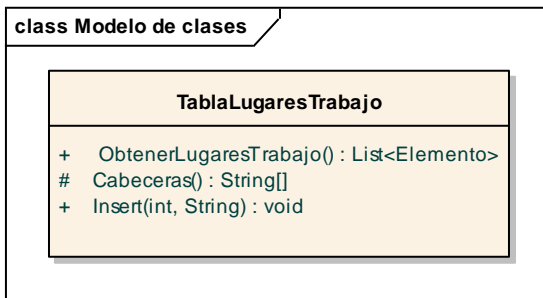 class Modelo de clases
TablaLugaresTrabajo
+ ObtenerLugaresTrabajo() : List<Elemento>
# Cabeceras() : String[]
+ Insert(int, String) : void